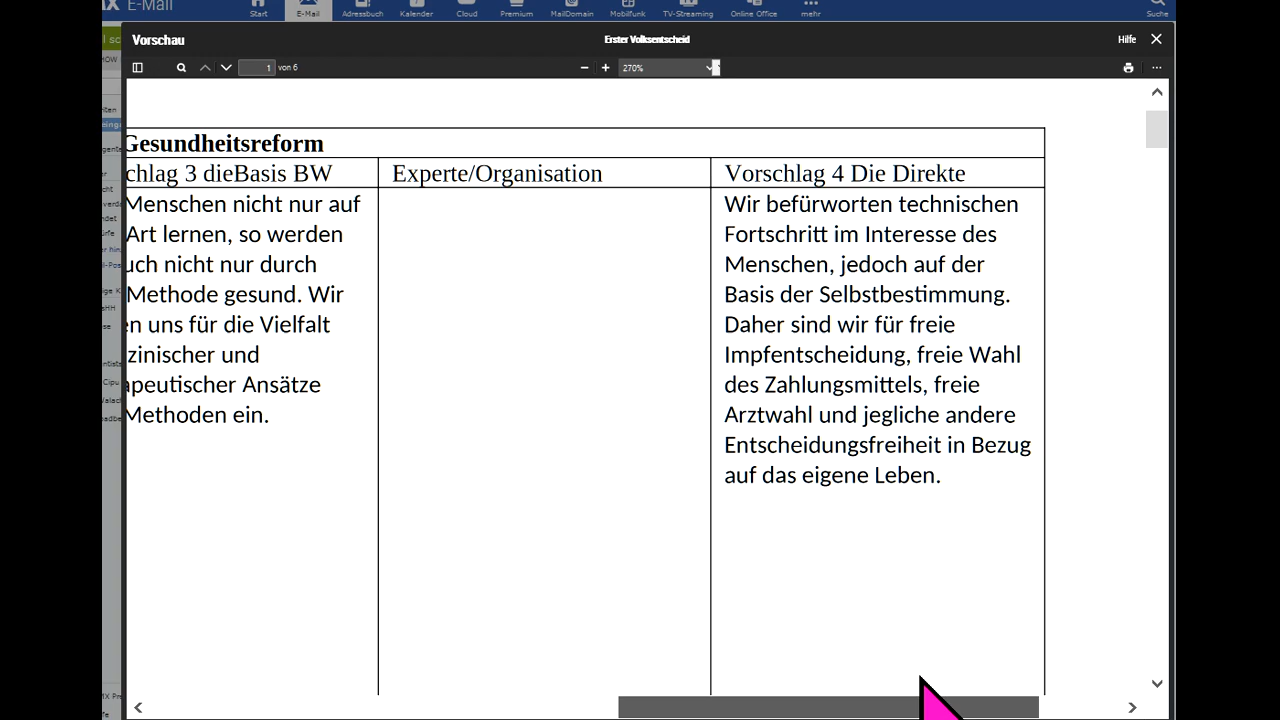 E-Mail
Start
E-Mail
Adressbuch
Kalender
Cloud
Premium
MailDomain
Mobilfunk
TV-Streaming
Online Office
mehr
Suche
Vorschau
Erster Volksentscheid
Hilfe
1 von 6
270%
Gesundheitsreform
chlag 3 dieBasis BW
Experte/Organisation
Vorschlag 4 Die Direkte
Menschen nicht nur auf
Art lernen, so werden
uch nicht nur durch
Methode gesund. Wir
en uns für die Vielfalt
zinischer und
apeutischer Ansätze
Methoden ein.
Wir befürworten technischen
Fortschritt im Interesse des
Menschen, jedoch auf der
Basis der Selbstbestimmung.
Daher sind wir für freie
Impfentscheidung, freie Wahl
des Zahlungsmittels, freie
Arztwahl und jegliche andere
Entscheidungsfreiheit in Bezug
auf das eigene Leben.